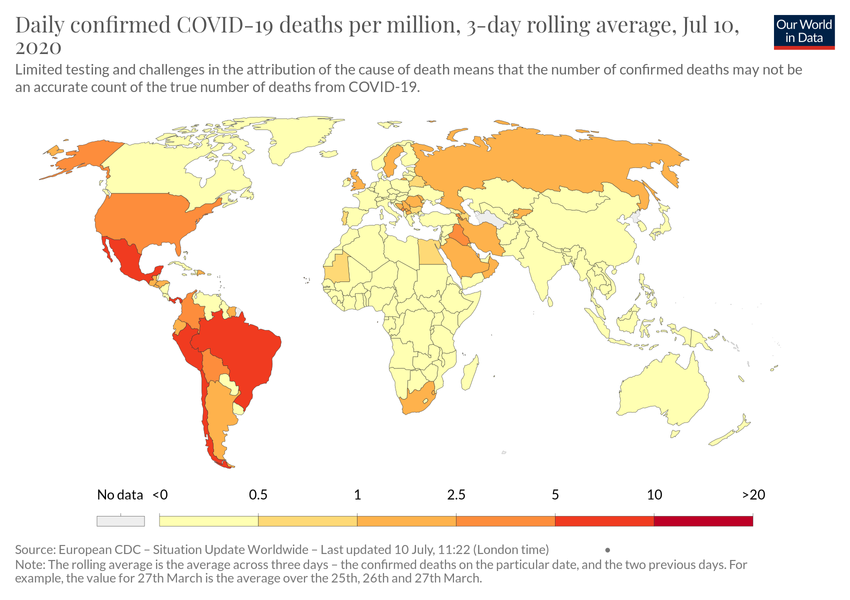 Daily confirmed COVID-19 deaths per million, 3-day rolling average, Jul 10,
2020
Our World
in Data
Limited testing and challenges in the attribution of the cause of death means that the number of confirmed deaths may not be
an accurate count of the true number of deaths from COVID-19.
No data <0 0.5 1 2.5 5 10 >20
Source: European CDC – Situation Update Worldwide – Last updated 10 July, 11:22 (London time) •
Note: The rolling average is the average across three days – the confirmed deaths on the particular date, and the two previous days. For
example, the value for 27th March is the average over the 25th, 26th and 27th March.